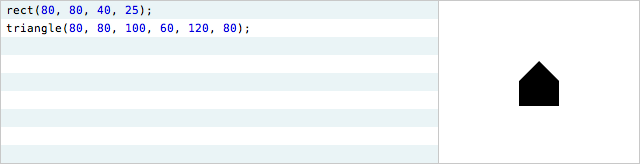 rect(80, 80, 40, 25);
triangle(80, 80, 100, 60, 120, 80);